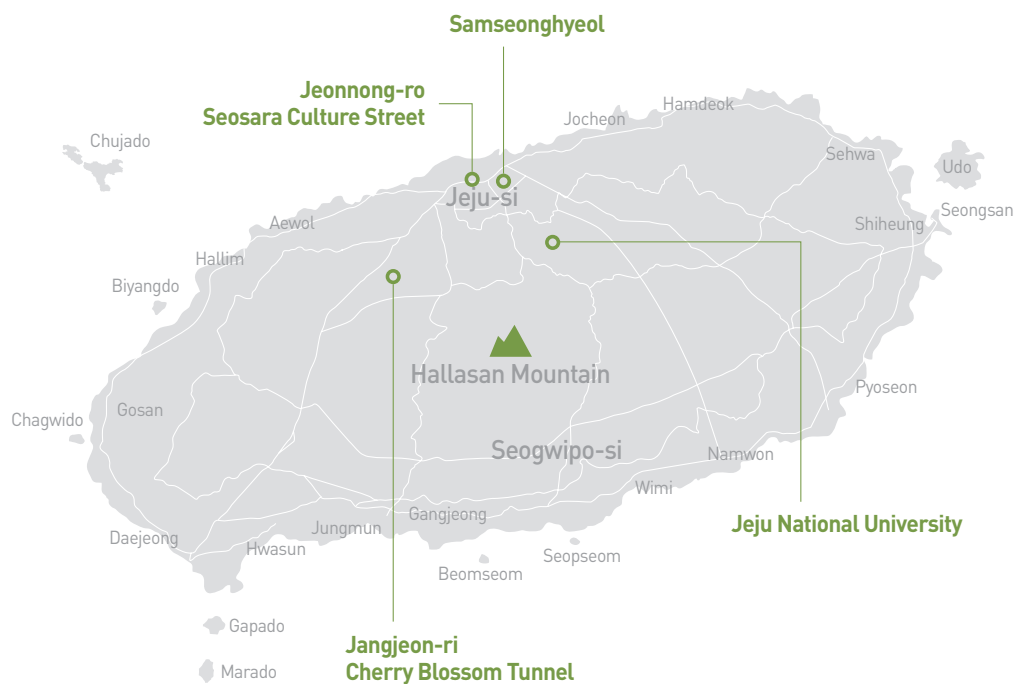 Samseonghyeol
Jeonnong-ro
Seosara Culture Street
Hamdeok
Jocheon
Chujado
Sehwa
Udo
Jeju-si
Seongsan
Aewol
Shiheung
Hallim
Biyangdo
Hallasan Mountain
Pyoseon
Gosan
Chagwido
Seogwipo-si
Namwon
Wimi
Gangjeong
Jeju National University
Jungmun
Daejeong
Hwasun
Seopseom
Beomseom
Gapado
Jangjeon-ri
Cherry Blossom Tunnel
Marado